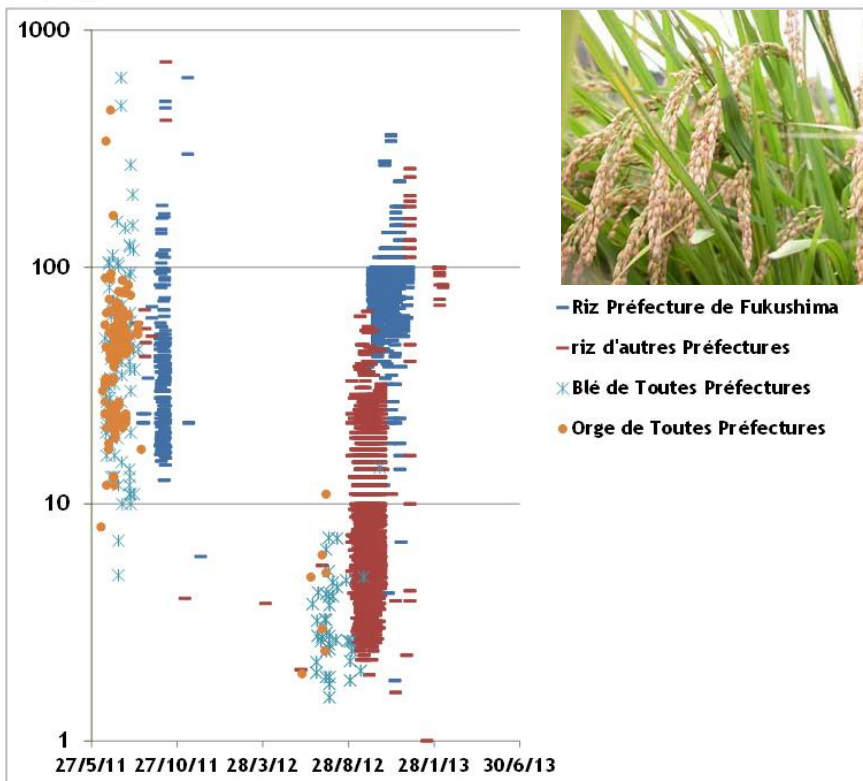 1000
100
10
1
27/5/11 27/10/11 28/3/12 28/8/12 28/1/13 30/6/13
Riz Préfecture de Fukushima
riz d'autres Préfectures
Blé de Toutes Préfectures
Orge de Toutes Préfectures